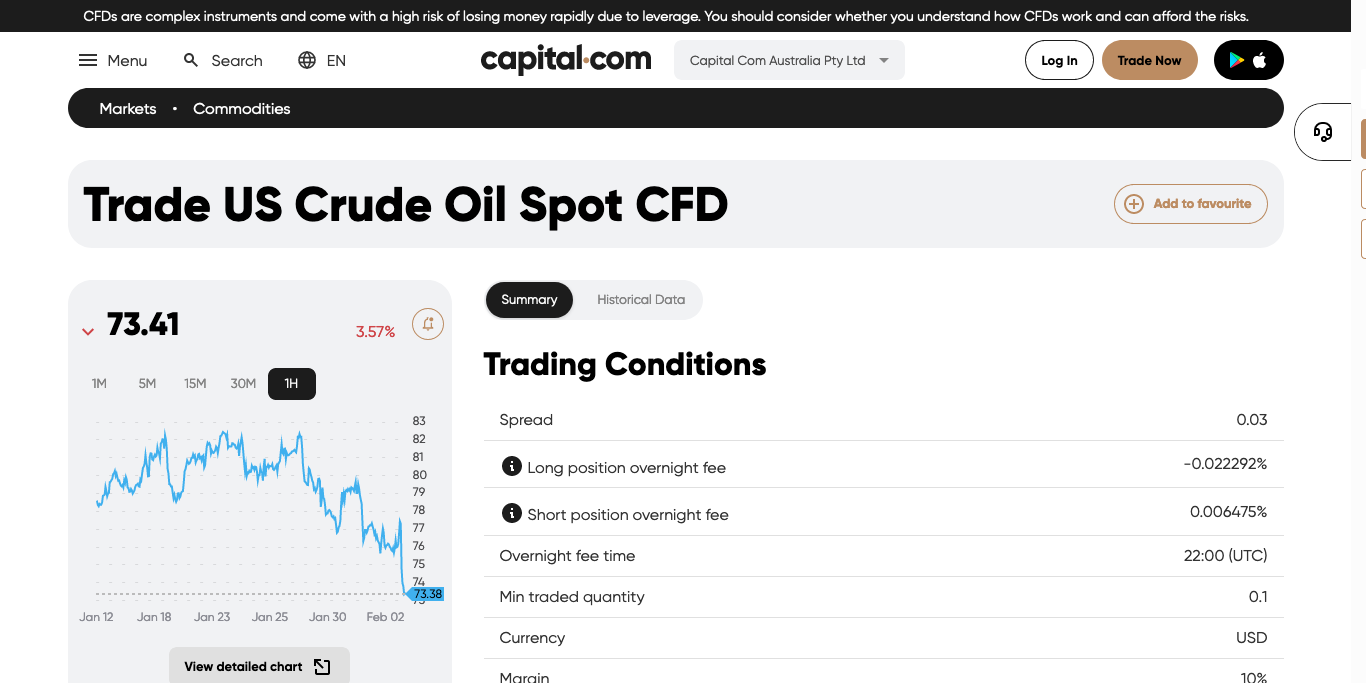 CFDs are complex instruments and come with a high risk of losing money rapidly due to leverage. You should consider whether you understand how CFDs work and can afford the risks.
Menu Search EN capital.com Capital Com Australia Pty Ltd Log In Trade Now
Markets • Commodities
Trade US Crude Oil Spot CFD
Add to favourite
73.41 3.57%
1M 5M 15M 30M 1H
83
82
81
80
79
78
77
76
75
74
73.38
Jan 12 Jan 18 Jan 23 Jan 25 Jan 30 Feb 02
View detailed chart
Summary Historical Data
Trading Conditions
Spread 0.03
Long position overnight fee -0.022292%
Short position overnight fee 0.006475%
Overnight fee time 22:00 (UTC)
Min traded quantity 0.1
Currency USD
Margin 10%